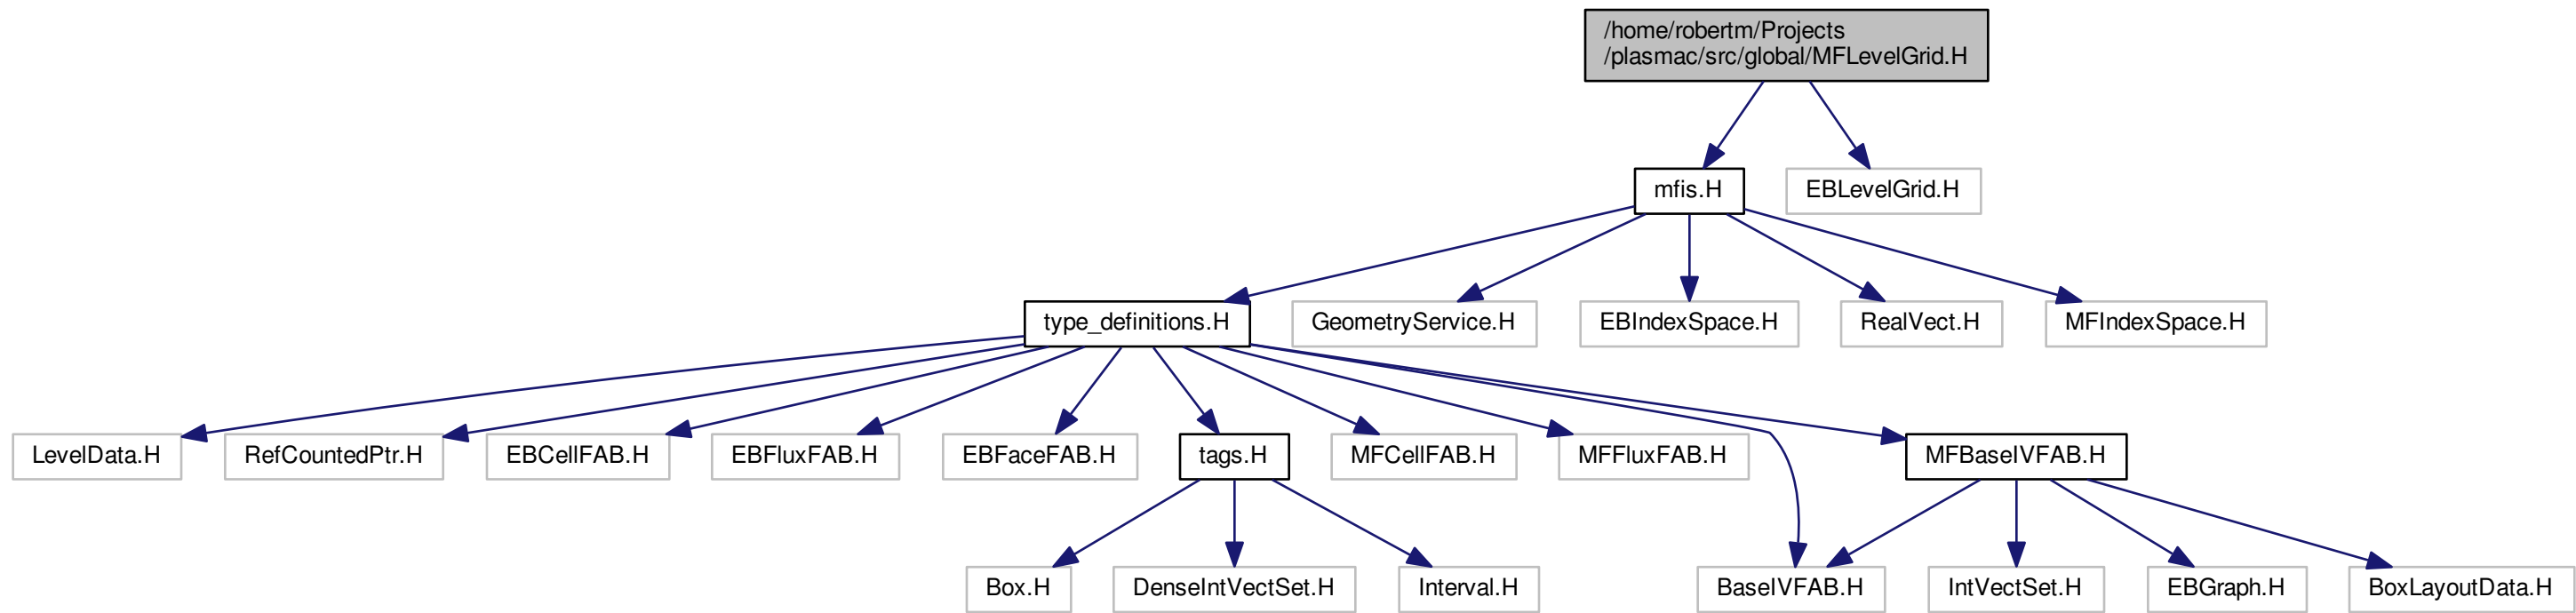 /home/robertm/Projects
/plasmac/src/global/MFLevelGrid.H
mfis.H
EBLevelGrid.H
type_definitions.H
GeometryService.H
EBIndexSpace.H
RealVect.H
MFIndexSpace.H
LevelData.H
RefCountedPtr.H
EBCellFAB.H
EBFluxFAB.H
EBFaceFAB.H
tags.H
MFCellFAB.H
MFFluxFAB.H
MFBaseIVFAB.H
Box.H
DenseIntVectSet.H
Interval.H
BaseIVFAB.H
IntVectSet.H
EBGraph.H
BoxLayoutData.H